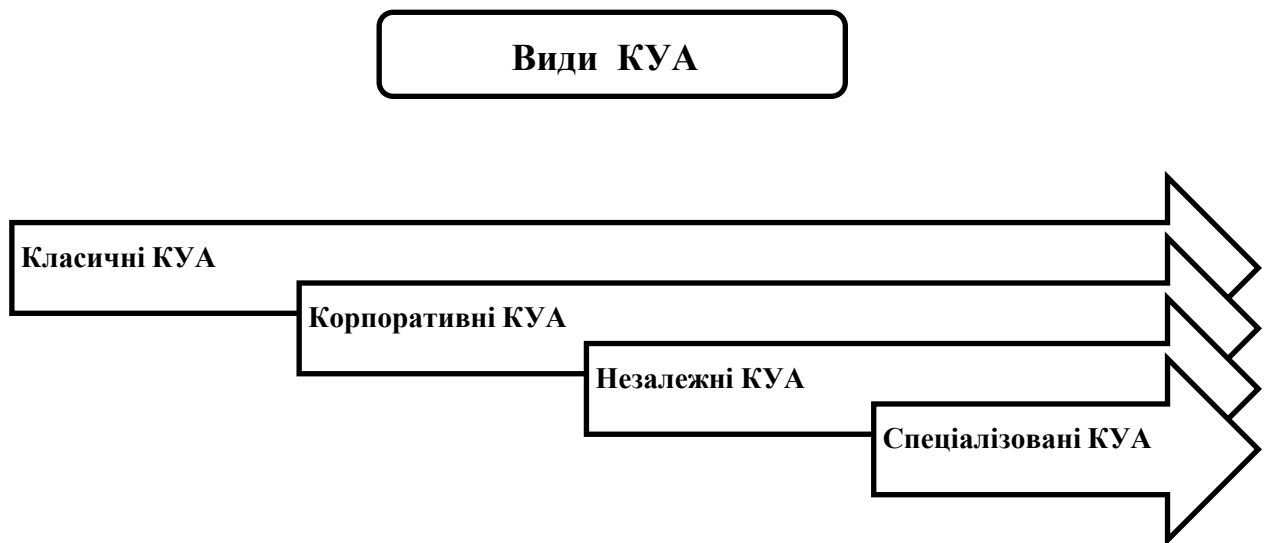 Види КУА
Класичні КУА
Корпоративні КУА
Незалежні КУА
Спеціалізовані КУА